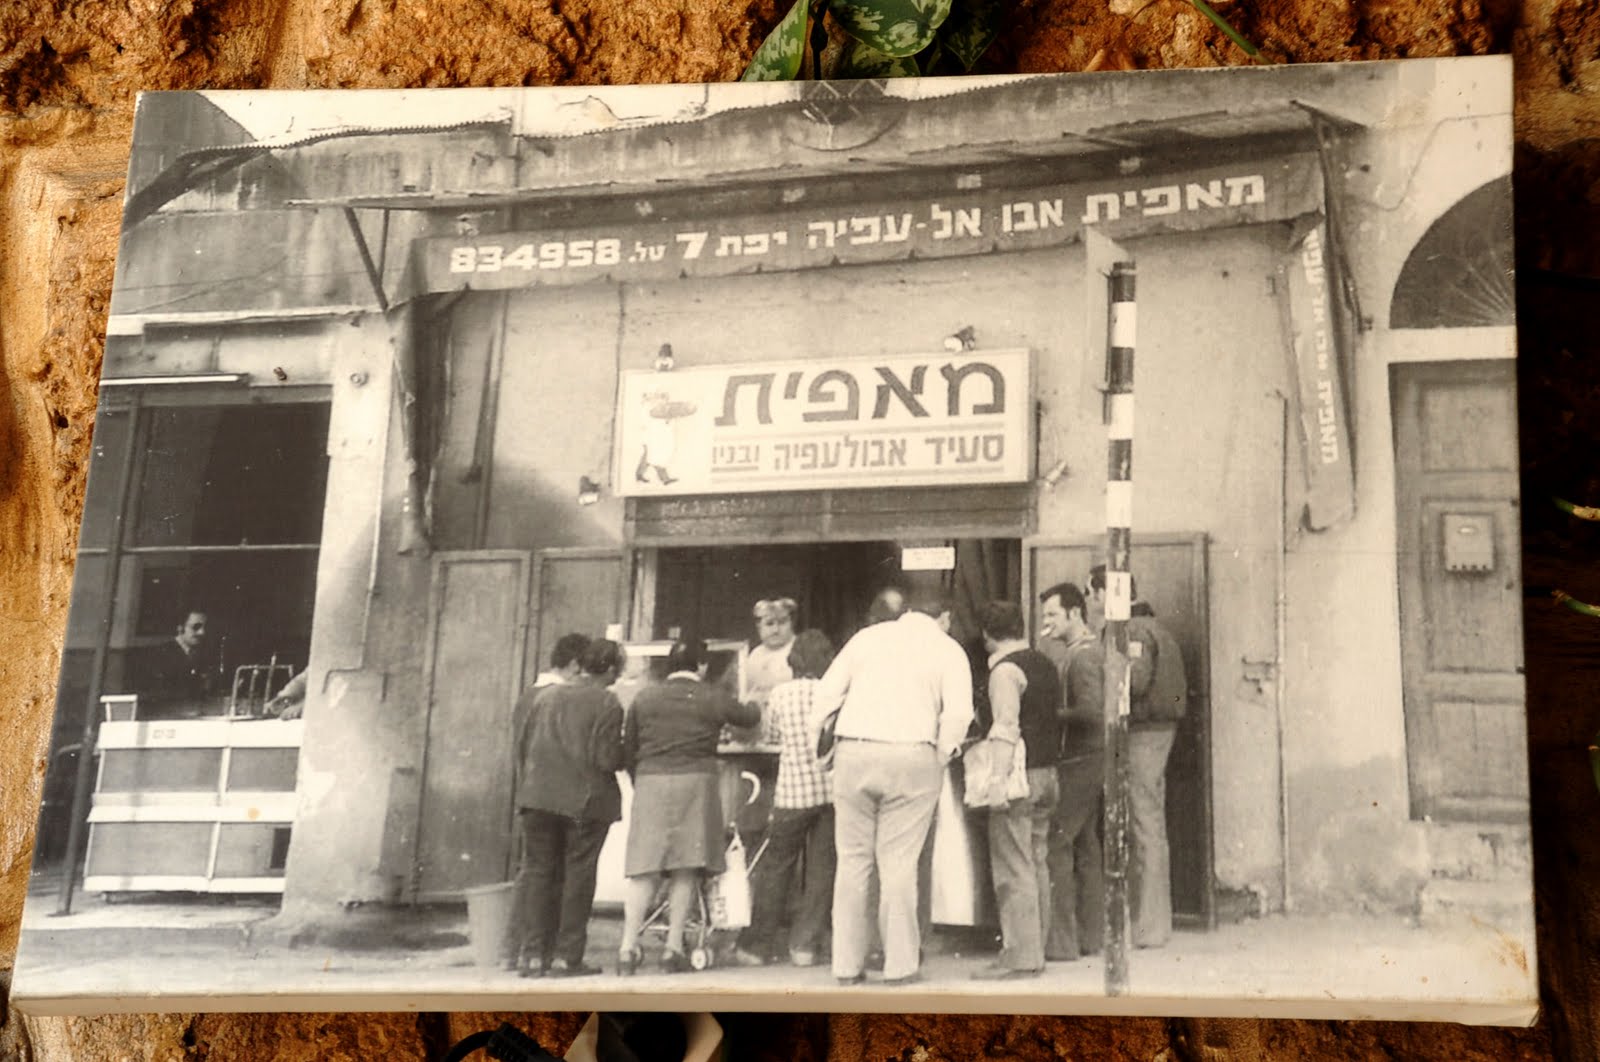 מאפית אבו אל-עפיה יפת 7 טל. 834958
מאפית
סעיד אבולעפיה ובניו